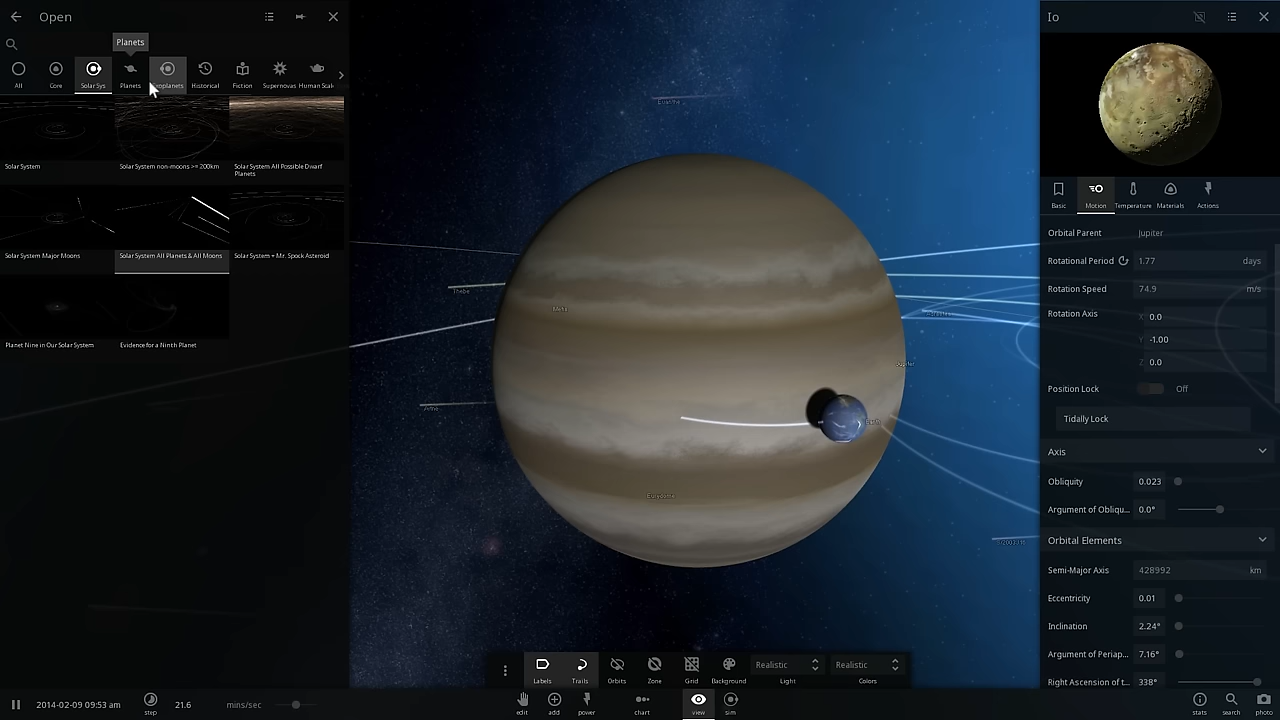 Open
Planets
All
Core
Solar Sys
Planets
Exoplanets
Historical
Fiction
Supernovas
Human Scal
Solar System
Solar System non-moons >= 200km
Solar System All Possible Dwarf
Planets
Solar System Major Moons
Solar System All Planets & All Moons
Solar System + Mr. Spock Asteroid
Planet Nine in Our Solar System
Evidence for a Ninth Planet
Thebe
Metis
Jupiter
Earth
Eurydome
Labels
Trails
Orbits
Zone
Grid
Background
Realistic
Light
Realistic
Colors
2014-02-09 09:53 am
step
21.6
mins/sec
edit
add
power
chart
view
sim
stats
search
photo
Io
Basic
Motion
Temperature
Materials
Actions
Orbital Parent
Jupiter
Rotational Period
1.77
days
Rotation Speed
74.9
m/s
Rotation Axis
X 0.0
Y -1.00
Z 0.0
Position Lock
Off
Tidally Lock
Axis
Obliquity
0.023
Argument of Obliqu...
0.0°
Orbital Elements
Semi-Major Axis
428992
km
Eccentricity
0.01
Inclination
2.24°
Argument of Periap...
7.16°
Right Ascension of t...
338°